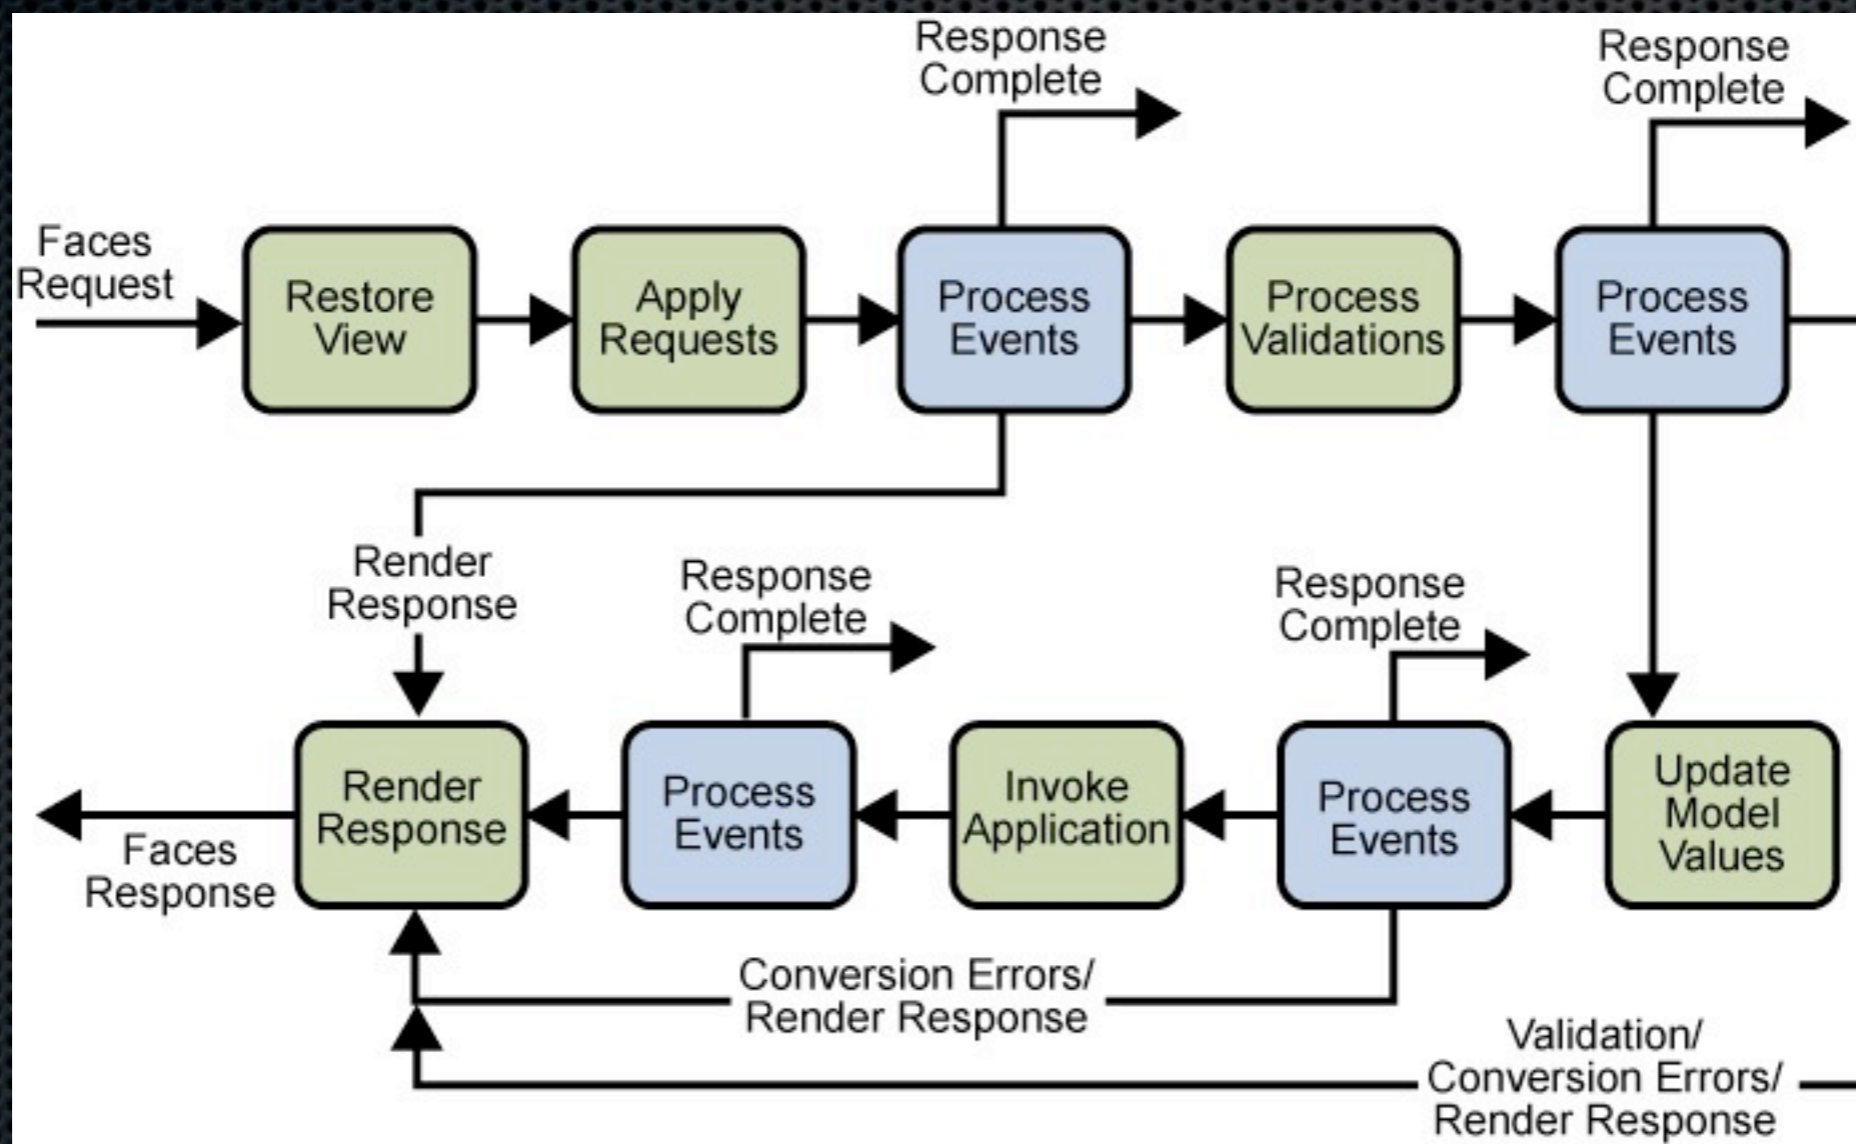 Response
Complete
Response
Complete
Faces
Request
Restore
View
Apply
Requests
Process
Events
Process
Validations
Process
Events
Render
Response
Response
Complete
Response
Complete
Render
Response
Process
Events
Invoke
Application
Process
Events
Update
Model
Values
Faces
Response
Conversion Errors/
Render Response
Validation/
Conversion Errors/
Render Response